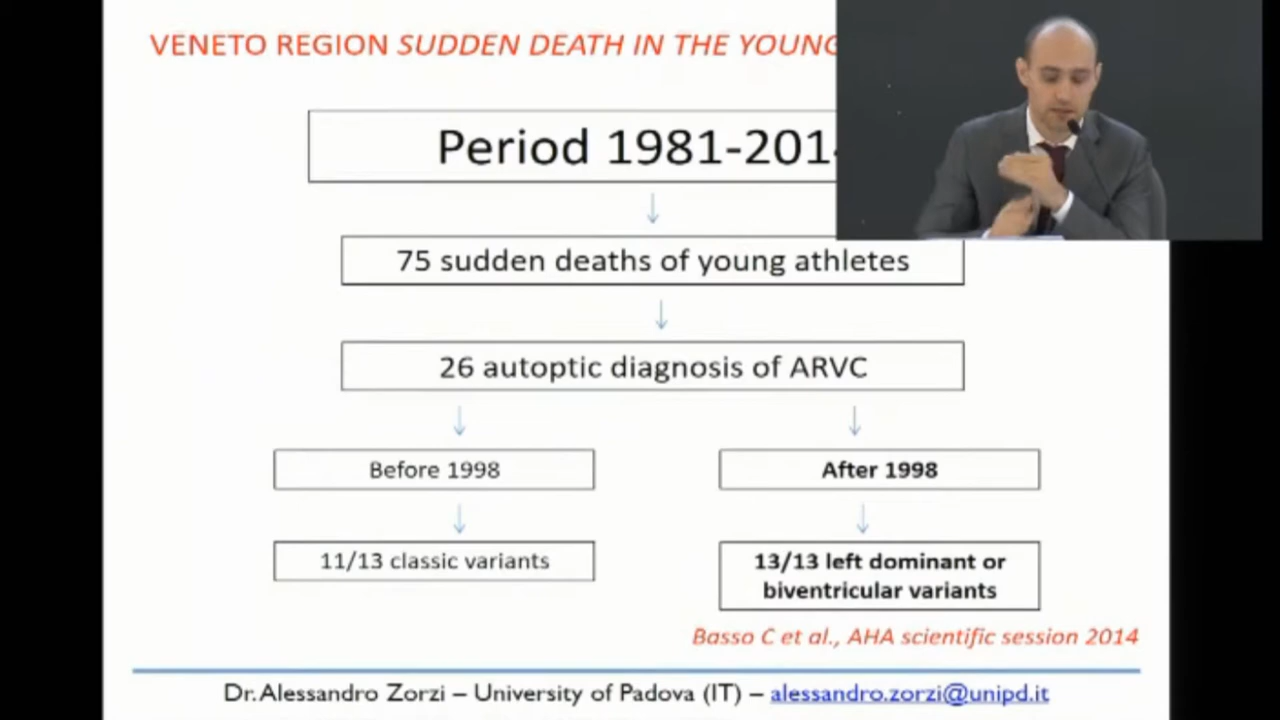 VENETO REGION SUDDEN DEATH IN THE YOUNG
Period 1981-201
75 sudden deaths of young athletes
26 autoptic diagnosis of ARVC
Before 1998
After 1998
11/13 classic variants
13/13 left dominant or
biventricular variants
Basso C et al., AHA scientific session 2014
Dr. Alessandro Zorzi – University of Padova (IT) – alessandro.zorzi@unipd.it